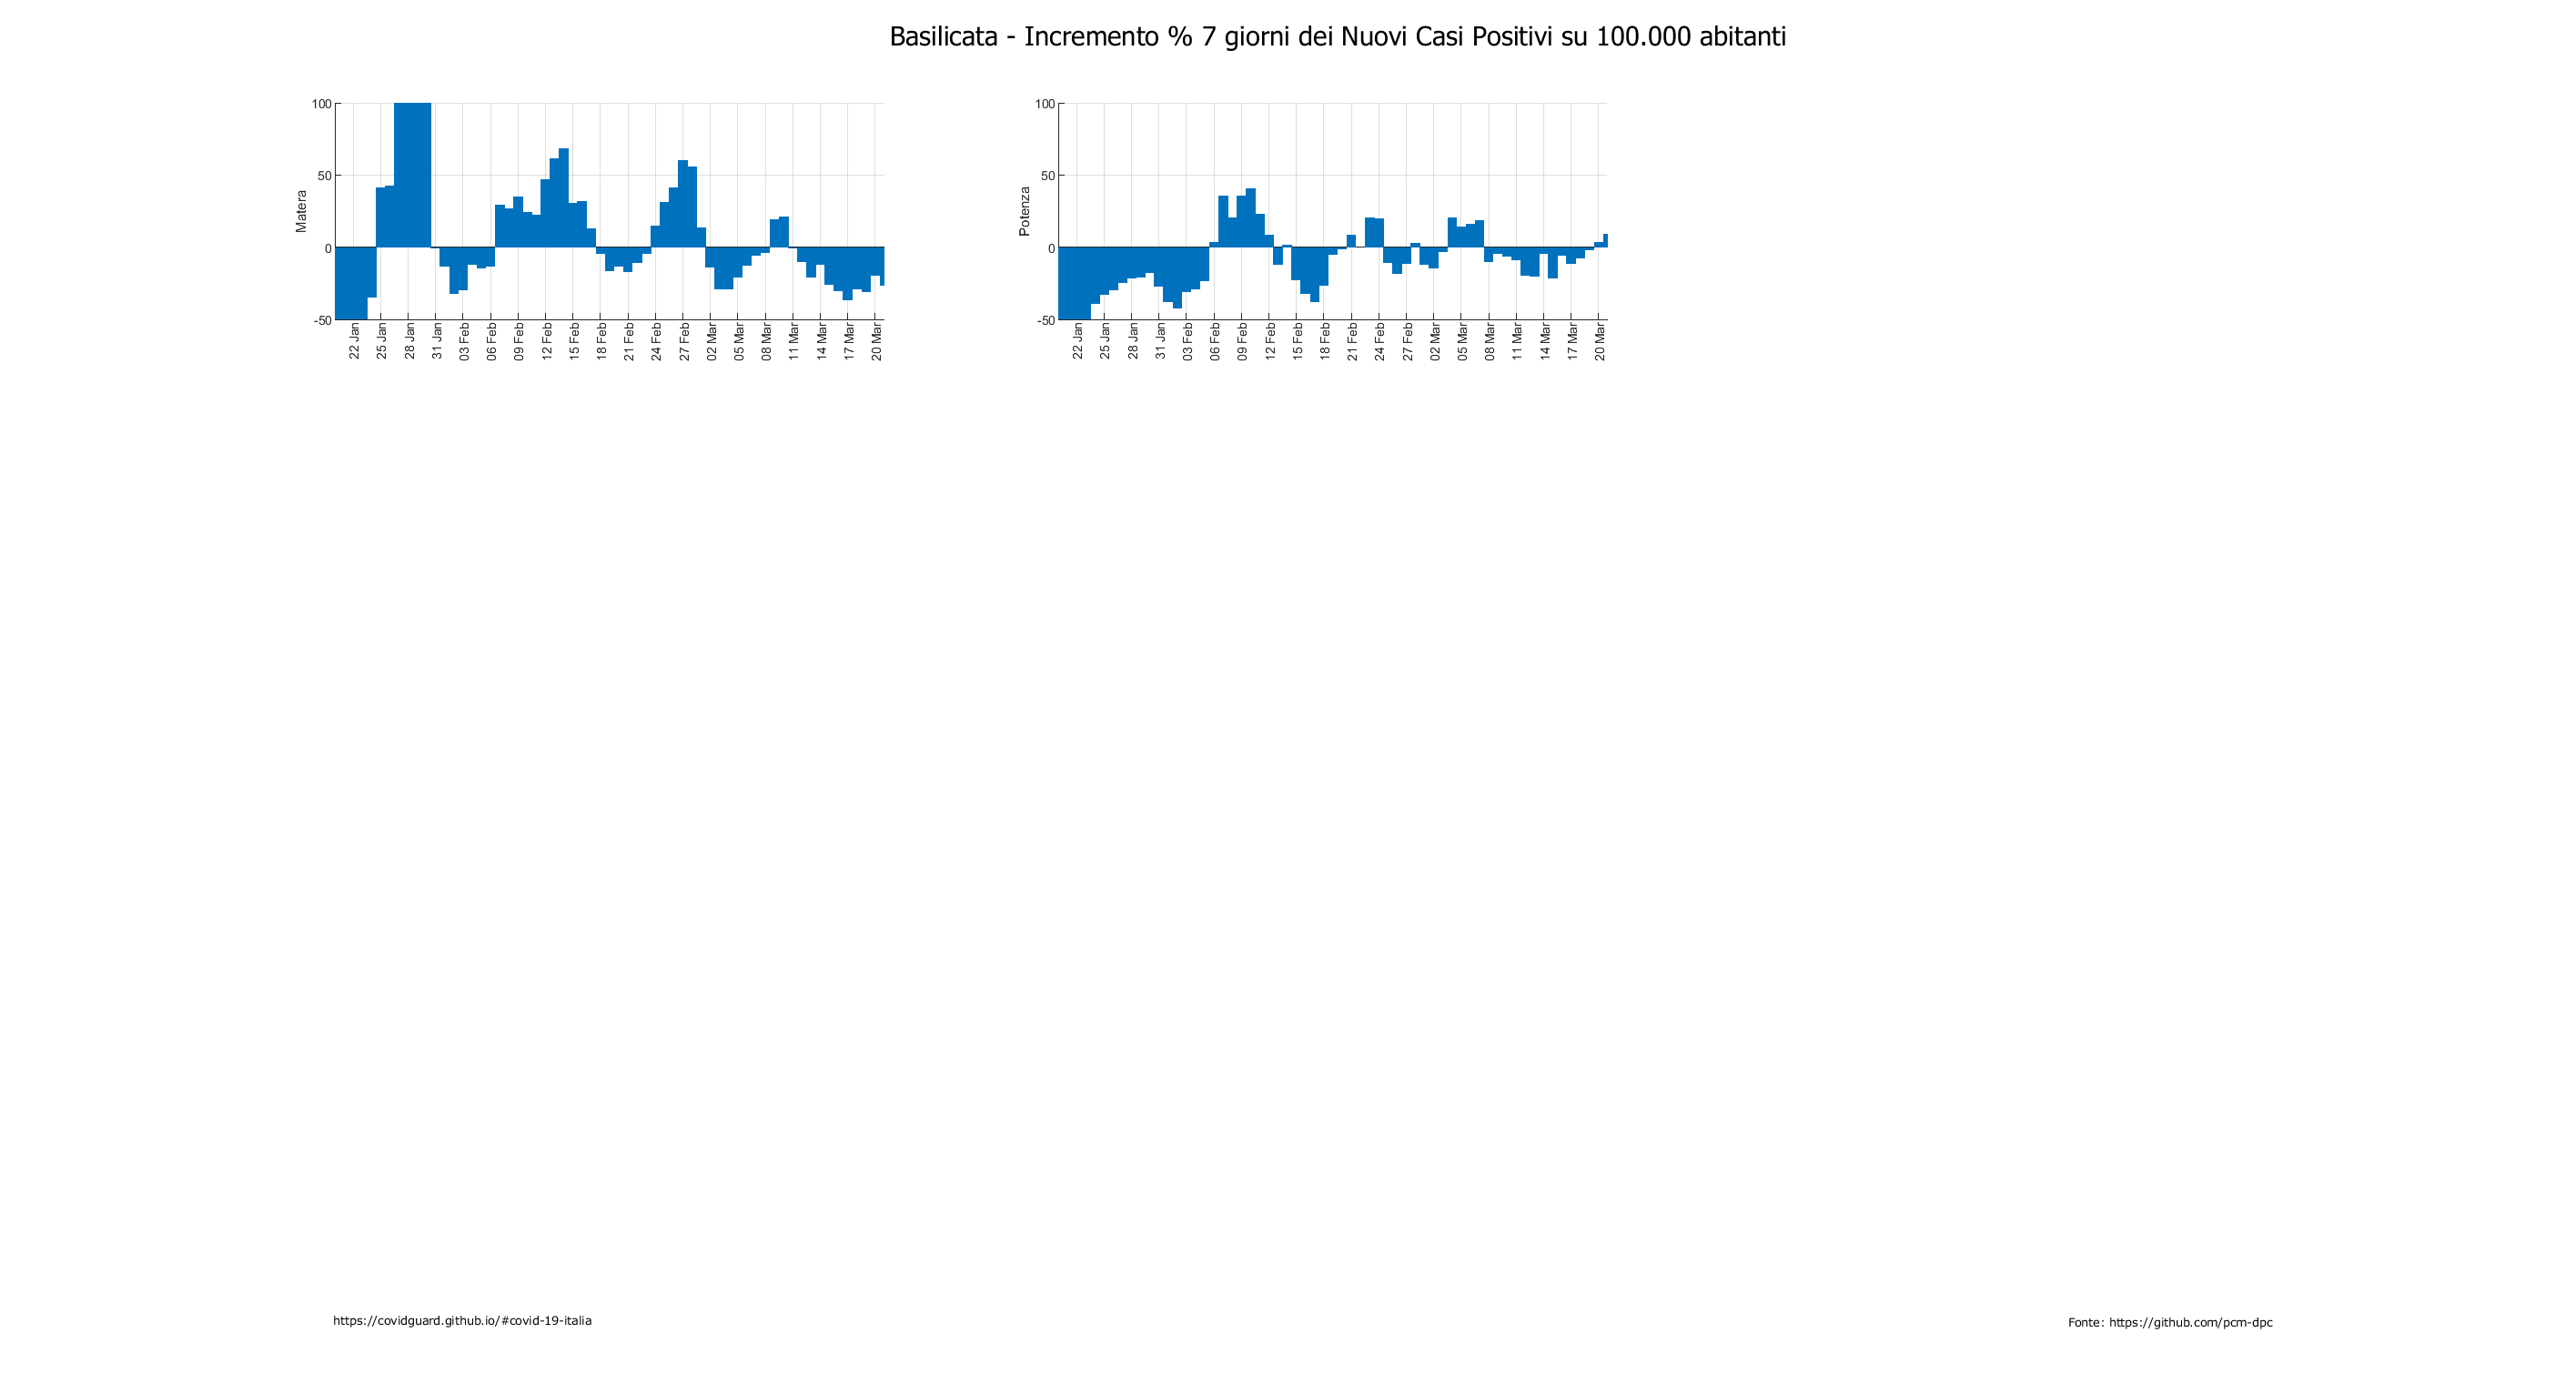 Basilicata - Incremento % 7 giorni dei Nuovi Casi Positivi su 100.000 abitanti
Matera
100
50
0
-50
22 Jan
25 Jan
28 Jan
31 Jan
03 Feb
06 Feb
09 Feb
12 Feb
15 Feb
18 Feb
21 Feb
24 Feb
27 Feb
02 Mar
05 Mar
08 Mar
11 Mar
14 Mar
17 Mar
20 Mar
Potenza
100
50
0
-50
22 Jan
25 Jan
28 Jan
31 Jan
03 Feb
06 Feb
09 Feb
12 Feb
15 Feb
18 Feb
21 Feb
24 Feb
27 Feb
02 Mar
05 Mar
08 Mar
11 Mar
14 Mar
17 Mar
20 Mar
https://covidguard.github.io/#covid-19-italia
Fonte: https://github.com/pcm-dpc